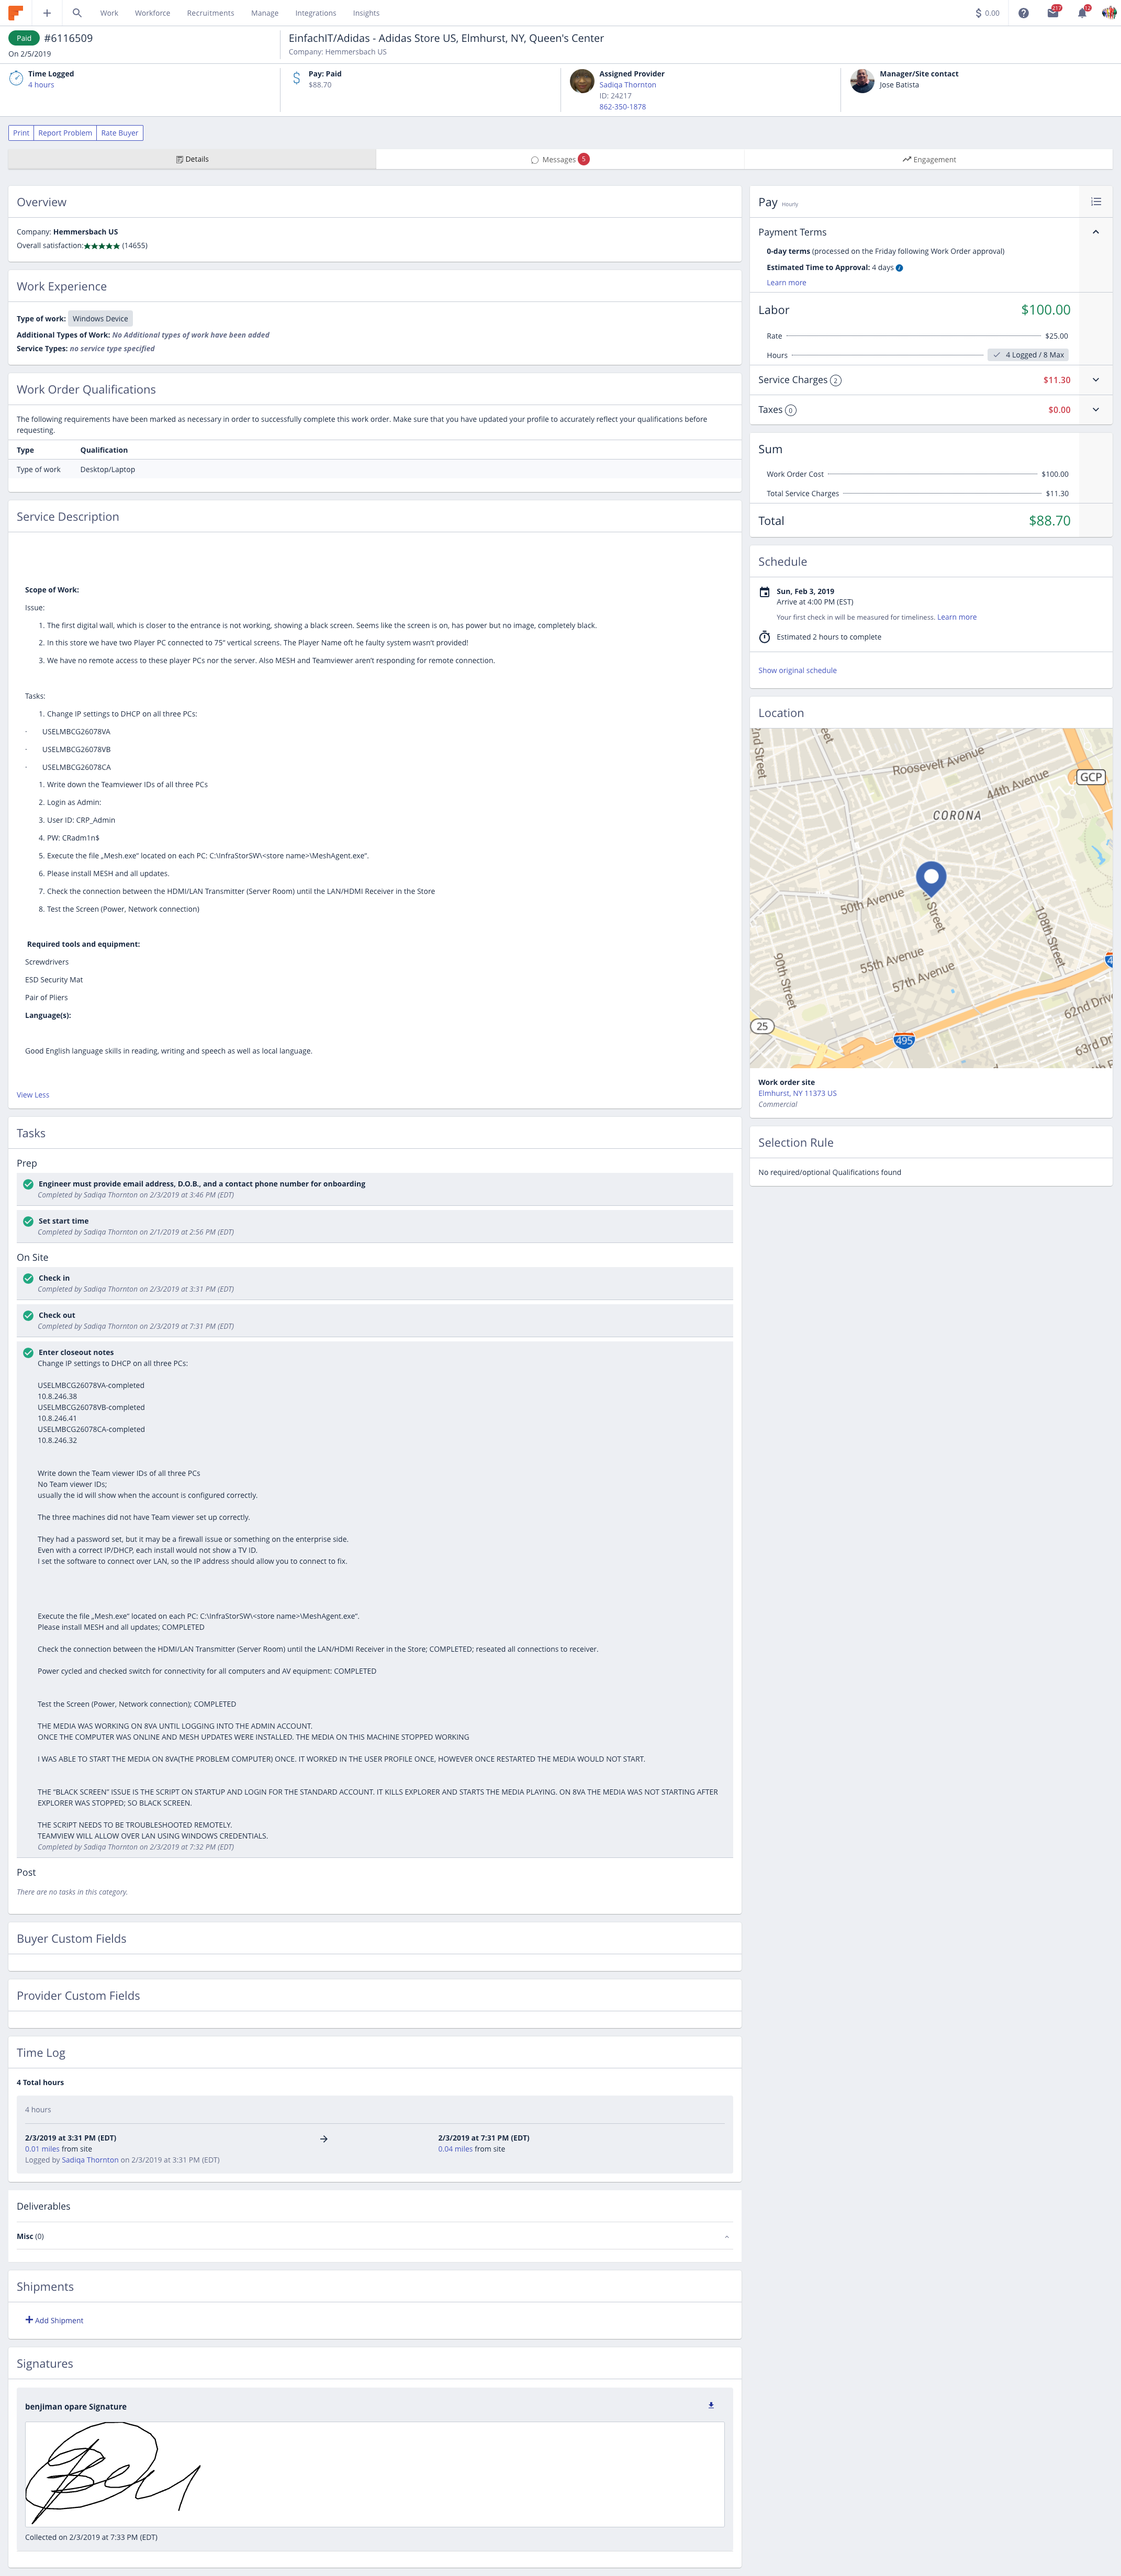 Work Workforce Recruitments Manage Integrations Insights 0.00 217 12
Paid #6116509
On 2/5/2019
EinfachIT/Adidas - Adidas Store US, Elmhurst, NY, Queen's Center
Company: Hemmersbach US
Time Logged
4 hours
Pay: Paid
$88.70
Assigned Provider
Sadiqa Thornton
ID: 24217
862-350-1878
Manager/Site contact
Jose Batista
Print Report Problem Rate Buyer
Details Messages 5 Engagement
Overview
Company: Hemmersbach US
Overall satisfaction:★★★★★ (14655)
Work Experience
Type of work: Windows Device
Additional Types of Work: No Additional types of work have been added
Service Types: no service type specified
Work Order Qualifications
The following requirements have been marked as necessary in order to successfully complete this work order. Make sure that you have updated your profile to accurately reflect your qualifications before
requesting.
Type Qualification
Type of work Desktop/Laptop
Service Description
Scope of Work:
Issue:
1. The first digital wall, which is closer to the entrance is not working, showing a black screen. Seems like the screen is on, has power but no image, completely black.
2. In this store we have two Player PC connected to 75" vertical screens. The Player Name oft he faulty system wasn't provided!
3. We have no remote access to these player PCs nor the server. Also MESH and Teamviewer aren't responding for remote connection.
Tasks:
1. Change IP settings to DHCP on all three PCs:
· USELMBCG26078VA
· USELMBCG26078VB
· USELMBCG26078CA
1. Write down the Teamviewer IDs of all three PCs
2. Login as Admin:
3. User ID: CRP_Admin
4. PW: CRadm1n$
5. Execute the file „Mesh.exe" located on each PC: C:\InfraStorSW\<store name>\MeshAgent.exe".
6. Please install MESH and all updates.
7. Check the connection between the HDMI/LAN Transmitter (Server Room) until the LAN/HDMI Receiver in the Store
8. Test the Screen (Power, Network connection)
Required tools and equipment:
Screwdrivers
ESD Security Mat
Pair of Pliers
Language(s):
Good English language skills in reading, writing and speech as well as local language.
View Less
Tasks
Prep
Engineer must provide email address, D.O.B., and a contact phone number for onboarding
Completed by Sadiqa Thornton on 2/3/2019 at 3:46 PM (EDT)
Set start time
Completed by Sadiqa Thornton on 2/1/2019 at 2:56 PM (EDT)
On Site
Check in
Completed by Sadiqa Thornton on 2/3/2019 at 3:31 PM (EDT)
Check out
Completed by Sadiqa Thornton on 2/3/2019 at 7:31 PM (EDT)
Enter closeout notes
Change IP settings to DHCP on all three PCs:
USELMBCG26078VA-completed
10.8.246.38
USELMBCG26078VB-completed
10.8.246.41
USELMBCG26078CA-completed
10.8.246.32
Write down the Team viewer IDs of all three PCs
No Team viewer IDs;
usually the id will show when the account is configured correctly.
The three machines did not have Team viewer set up correctly.
They had a password set, but it may be a firewall issue or something on the enterprise side.
Even with a correct IP/DHCP, each install would not show a TV ID.
I set the software to connect over LAN, so the IP address should allow you to connect to fix.
Execute the file „Mesh.exe" located on each PC: C:\InfraStorSW\<store name>\MeshAgent.exe".
Please install MESH and all updates; COMPLETED
Check the connection between the HDMI/LAN Transmitter (Server Room) until the LAN/HDMI Receiver in the Store; COMPLETED; reseated all connections to receiver.
Power cycled and checked switch for connectivity for all computers and AV equipment: COMPLETED
Test the Screen (Power, Network connection); COMPLETED
THE MEDIA WAS WORKING ON 8VA UNTIL LOGGING INTO THE ADMIN ACCOUNT.
ONCE THE COMPUTER WAS ONLINE AND MESH UPDATES WERE INSTALLED. THE MEDIA ON THIS MACHINE STOPPED WORKING
I WAS ABLE TO START THE MEDIA ON 8VA(THE PROBLEM COMPUTER) ONCE. IT WORKED IN THE USER PROFILE ONCE, HOWEVER ONCE RESTARTED THE MEDIA WOULD NOT START.
THE "BLACK SCREEN" ISSUE IS THE SCRIPT ON STARTUP AND LOGIN FOR THE STANDARD ACCOUNT. IT KILLS EXPLORER AND STARTS THE MEDIA PLAYING. ON 8VA THE MEDIA WAS NOT STARTING AFTER
EXPLORER WAS STOPPED; SO BLACK SCREEN.
THE SCRIPT NEEDS TO BE TROUBLESHOOTED REMOTELY.
TEAMVIEW WILL ALLOW OVER LAN USING WINDOWS CREDENTIALS.
Completed by Sadiqa Thornton on 2/3/2019 at 7:32 PM (EDT)
Post
There are no tasks in this category.
Buyer Custom Fields
Provider Custom Fields
Time Log
4 Total hours
4 hours
2/3/2019 at 3:31 PM (EDT) 2/3/2019 at 7:31 PM (EDT)
0.01 miles from site 0.04 miles from site
Logged by Sadiqa Thornton on 2/3/2019 at 3:31 PM (EDT)
Deliverables
Misc (0)
Shipments
Add Shipment
Signatures
benjiman opare Signature
Collected on 2/3/2019 at 7:33 PM (EDT)
Pay Hourly
Payment Terms
0-day terms (processed on the Friday following Work Order approval)
Estimated Time to Approval: 4 days
Learn more
Labor $100.00
Rate $25.00
Hours 4 Logged / 8 Max
Service Charges 2 $11.30
Taxes 0 $0.00
Sum
Work Order Cost $100.00
Total Service Charges $11.30
Total $88.70
Schedule
Sun, Feb 3, 2019
Arrive at 4:00 PM (EST)
Your first check in will be measured for timeliness. Learn more
Estimated 2 hours to complete
Show original schedule
Location
Roosevelt Avenue
44th Avenue
GCP
CORONA
50th Avenue
108th Street
55th Avenue
57th Avenue
90th Street
62nd Drive
25
495
63rd Dr
Work order site
Elmhurst, NY 11373 US
Commercial
Selection Rule
No required/optional Qualifications found